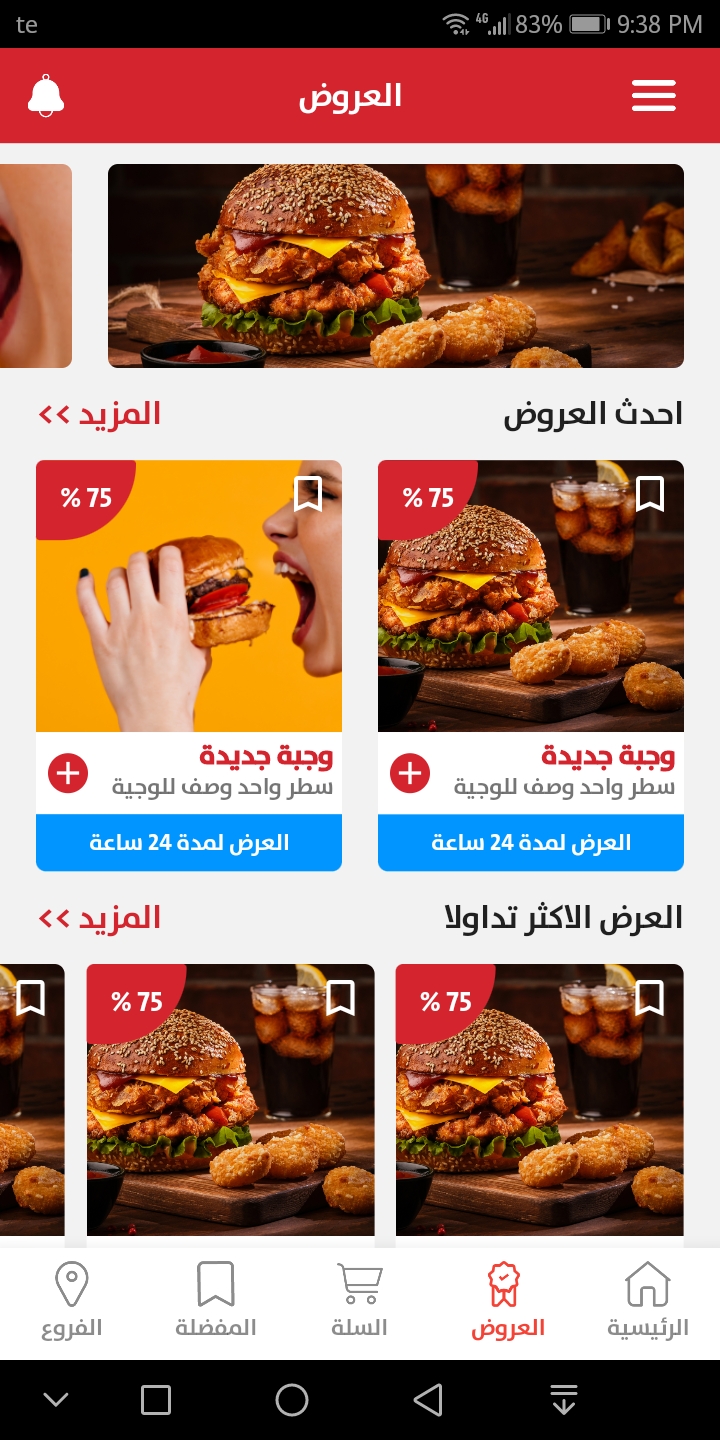 te 4G 83% 9:38 PM
العروض
احدث العروض
المزيد >>
75 %
75 %
وجبة جديدة
سطر واحد وصف للوجبة
العرض لمدة 24 ساعة
وجبة جديدة
سطر واحد وصف للوجبة
العرض لمدة 24 ساعة
العرض الاكثر تداولا
المزيد >>
75 %
75 %
الرئيسية
العروض
السلة
المفضلة
الفروع